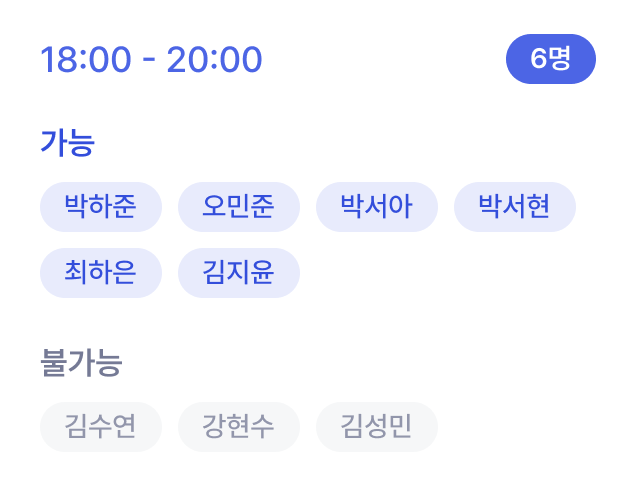 18:00 - 20:00 6명
가능
박하준 오민준 박서아 박서현
최하은 김지윤
불가능
김수연 강현수 김성민